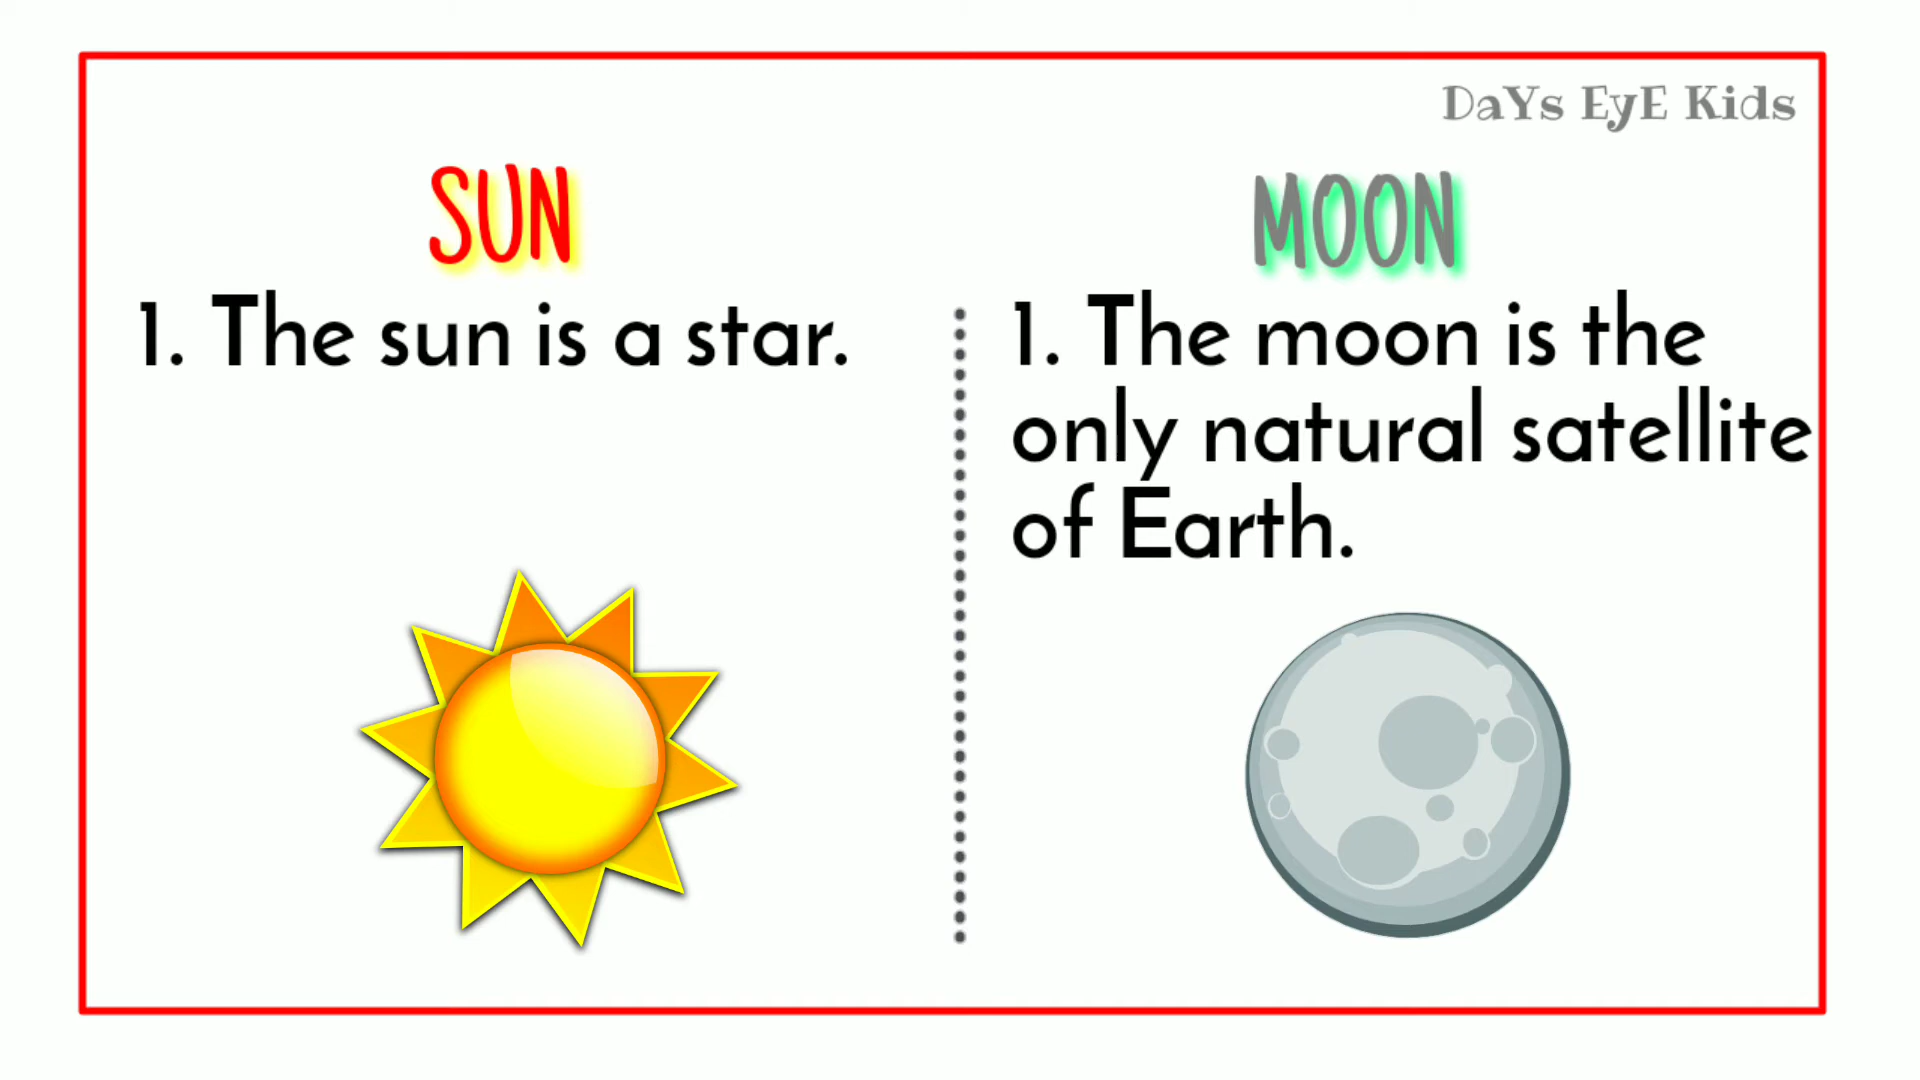 DaYs EyE Kids
SUN
1. The sun is a star.
MOON
1. The moon is the
only natural satellite
of Earth.